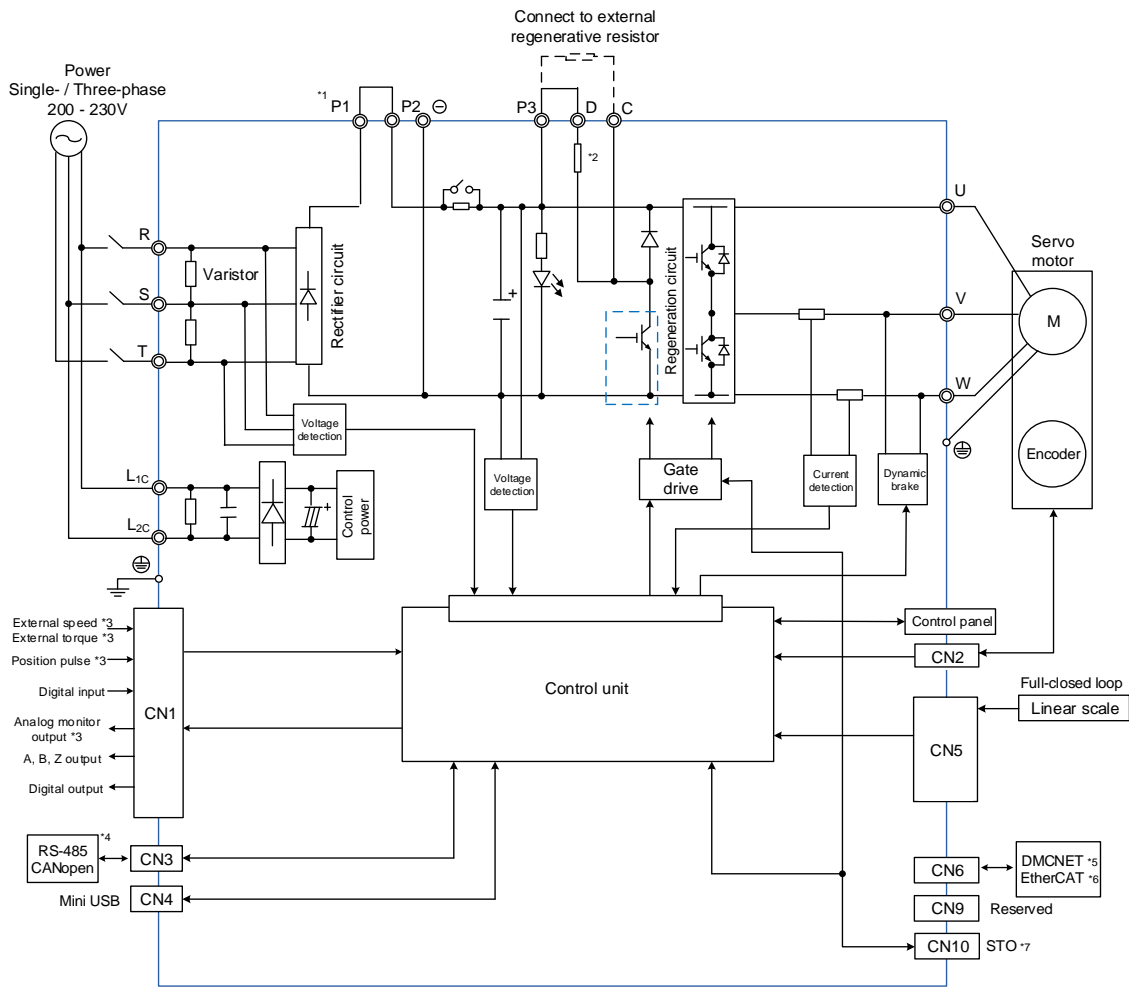 Connect to external
regenerative resistor
Power
Single- / Three-phase
200 - 230V
*1
P1
P2
⊖
P3
D
C
*2
U
R
Varistor
S
T
Rectifier circuit
Regeneration circuit
V
W
Servo
motor
M
Encoder
Voltage
detection
L1C
L2C
Control
power
Voltage
detection
Gate
drive
Current
detection
Dynamic
brake
External speed *3
External torque *3
Position pulse *3
Digital input
Analog monitor
output *3
A, B, Z output
Digital output
CN1
Control unit
Control panel
CN2
Full-closed loop
Linear scale
CN5
RS-485
CANopen
*4
CN3
Mini USB
CN4
CN6
DMCNET *5
EtherCAT *6
CN9
Reserved
CN10
STO *7